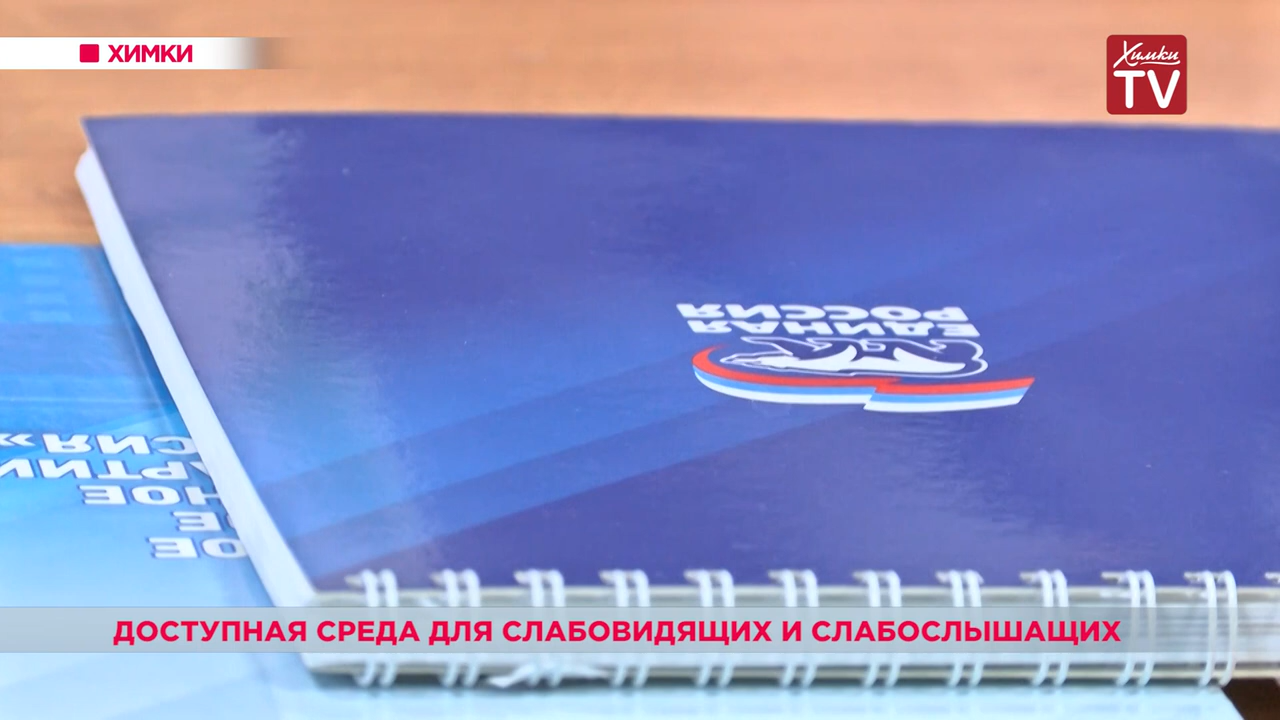 ХИМКИ
Химки
TV
ЕДИНАЯ
РОССИЯ
ДОСТУПНАЯ СРЕДА ДЛЯ СЛАБОВИДЯЩИХ И СЛАБОСЛЫШАЩИХ